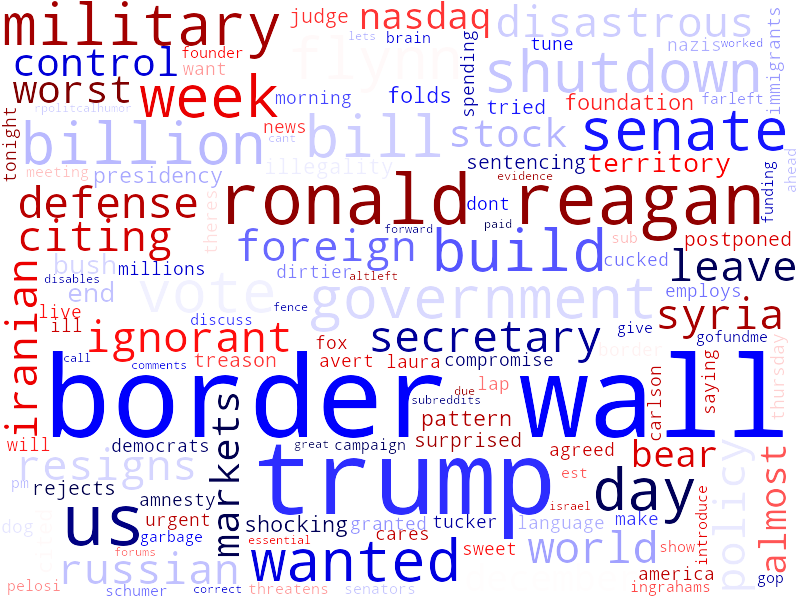 military
judge
nasdaq
disastrous
immigrants
lets
brain
flynn
tune
nazis
worked
control
founder
want
shutdown
spending
worst
week
morning
folds
tried
foundation
farleft
rpoliticalhumor
tonight
billion
news
cant
bill
stock
senate
meeting
presidency
illegality
sentencing
territory
evidence
ahead
defense
theres
ronald reagan
dont
funding
citing
foreign
forward
paid
build
sub
postponed
cucked
bush
millions
dirtier
altleft
leave
disables
end
vote
government
employs
iranian
live
discuss
fence
syria
ill
ignorant
fox
secretary
give
gofundme
call
comments
treason
avert
laura
compromise
border
thursday
border wall
due
lap
subreddits
carlson
saying
markets
pattern
will
democrats
great
campaign
surprised
agreed
bear
resigns
trump
est
policy
almost
pm
rejects
amnesty
day
israel
us
urgent
shocking
granted
tucker
language
make
introduce
dog
garbage
essential
cares
sweet
world
show
forums
russian
wanted
america
gop
pelosi
schumer
correct
threatens
senators
ingrahams